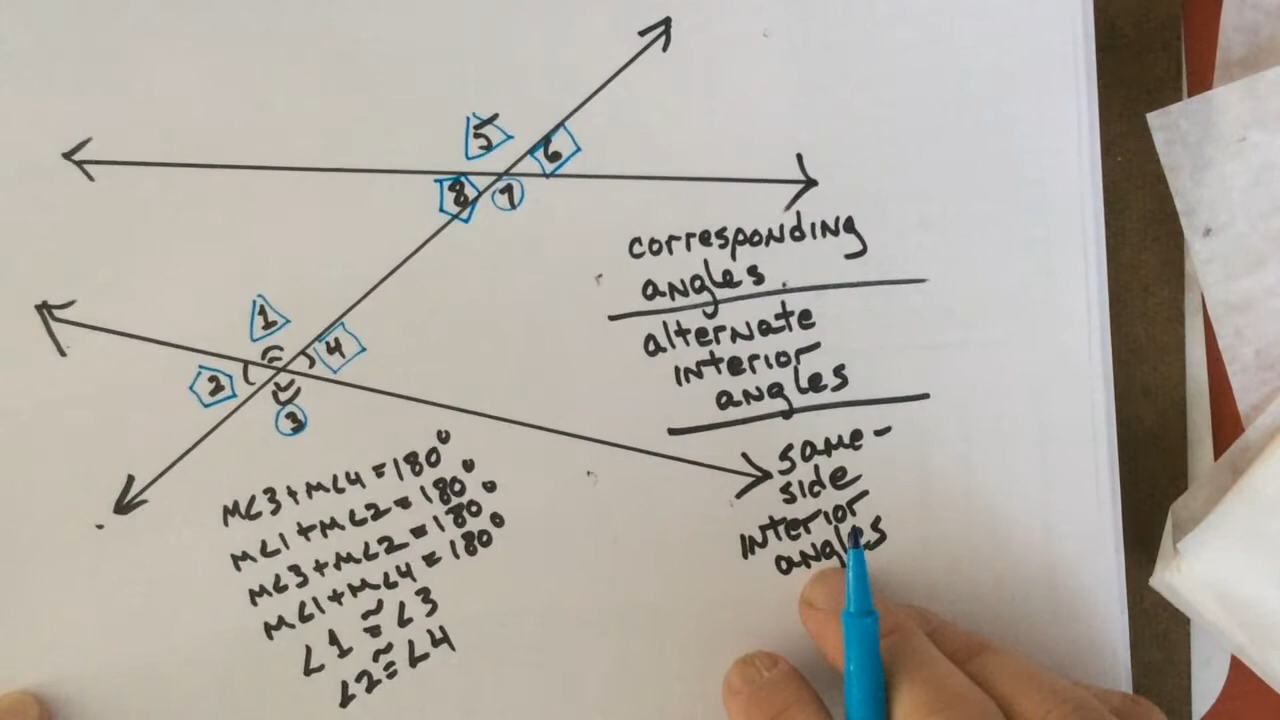 5
6
8
7
1
4
2
3
corresponding
angles
alternate
interior
angles
same-
side
interior
angles
m∠3+m∠4=180°
m∠1+m∠2=180°
m∠3+m∠2=180°
m∠1+m∠4=180°
∠1≅∠3
∠2≅∠4